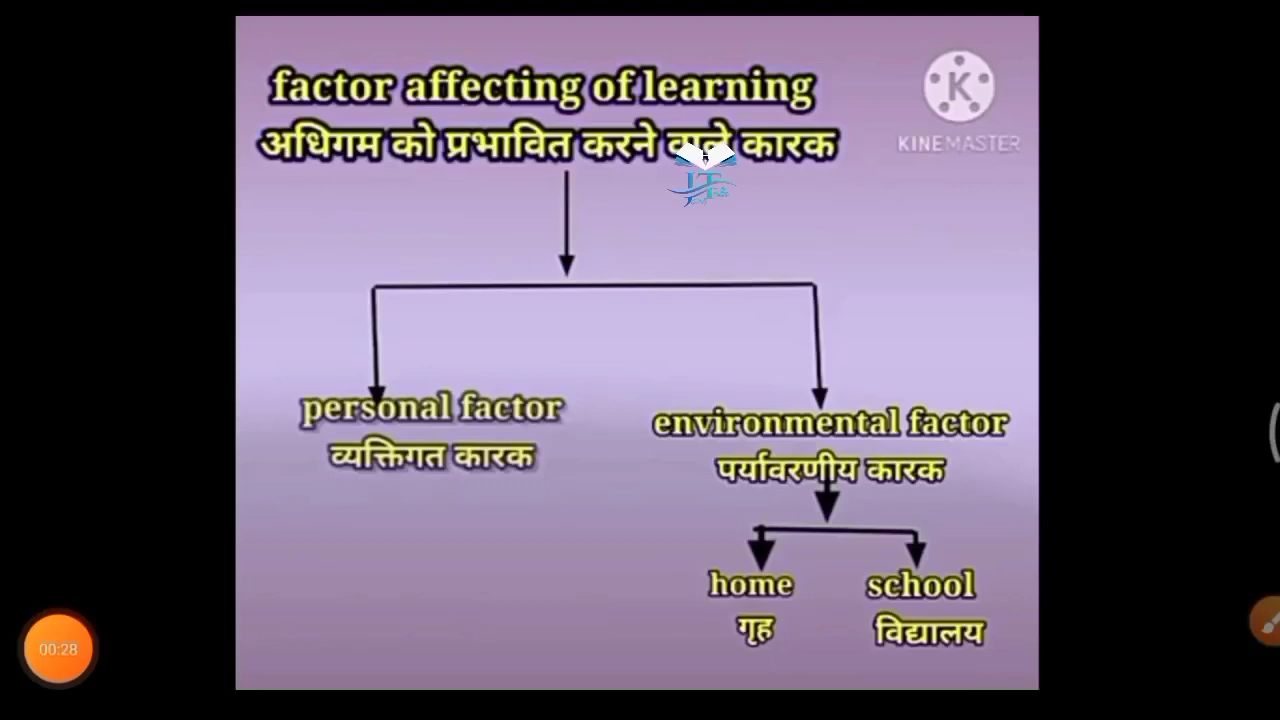 factor affecting of learning
अधिगम को प्रभावित करने वाले कारक
K
KINEMASTER
JT
personal factor
व्यक्तिगत कारक
environmental factor
पर्यावरणीय कारक
home
school
गृह
विद्यालय
00:28